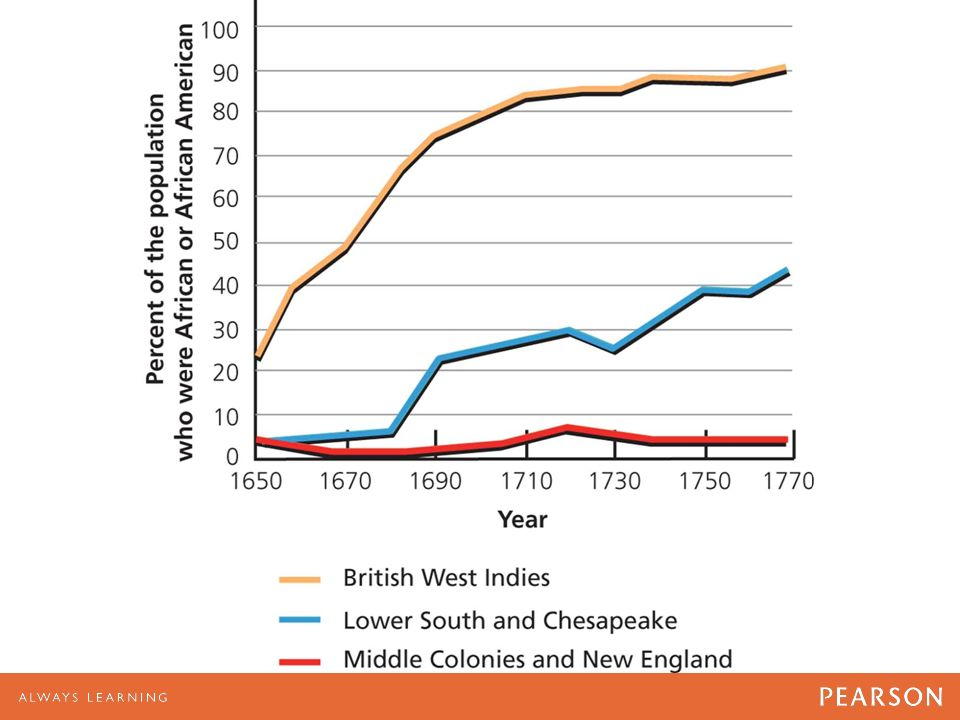 Percent of the population
who were African or African American
100
90
80
70
60
50
40
30
20
10
0
1650 1670 1690 1710 1730 1750 1770
Year
British West Indies
Lower South and Chesapeake
Middle Colonies and New England
ALWAYS LEARNING
PEARSON